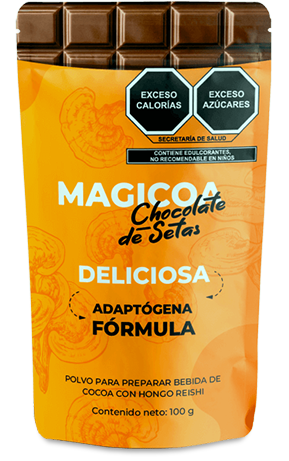 EXCESO CALORÍAS
EXCESO AZÚCARES
SECRETARÍA DE SALUD
CONTIENE EDULCORANTES,
NO RECOMENDABLE EN NIÑOS
MAGICOA
Chocolate
de Setas
DELICIOSA
ADAPTÓGENA
FÓRMULA
POLVO PARA PREPARAR BEBIDA DE
COCOA CON HONGO REISHI
Contenido neto: 100 g